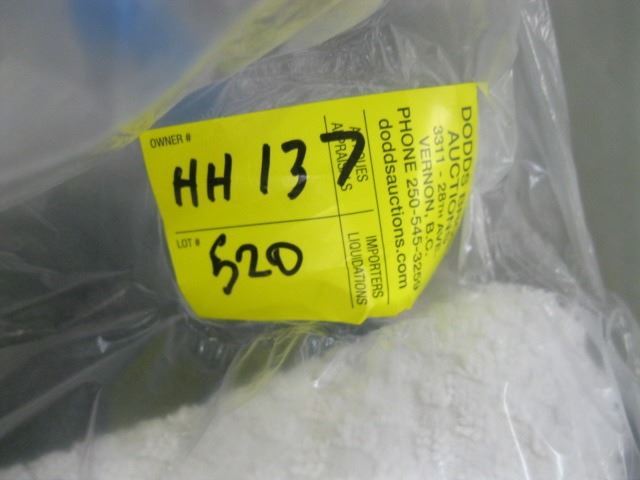 OWNER #
HH 137
LOT #
520
APPRAISALS
LIQUIDATIONS
IMPORTERS
DODDS
AUCTION
3311 - 28TH AVE
VERNON, B.C.
PHONE 250-545-3259
doddsauctions.com